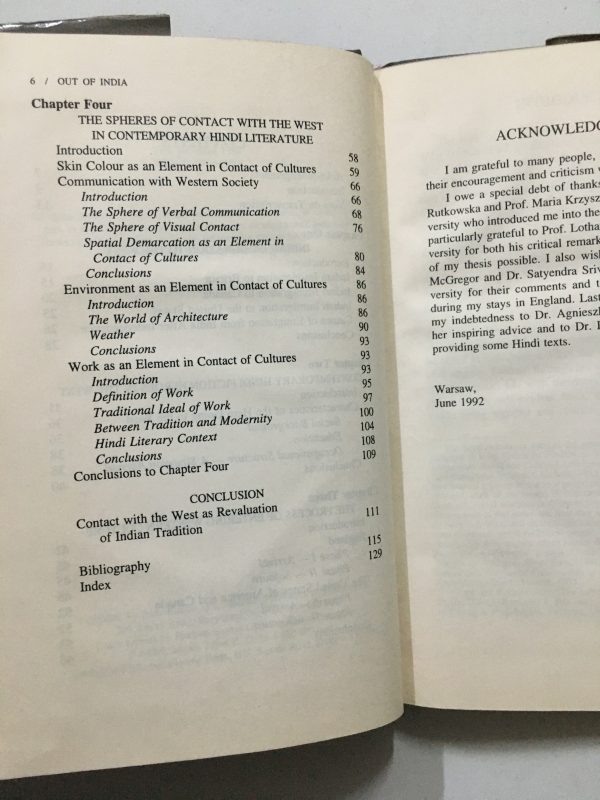 6 / OUT OF INDIA
Chapter Four
THE SPHERES OF CONTACT WITH THE WEST
IN CONTEMPORARY HINDI LITERATURE
Introduction 58
Skin Colour as an Element in Contact of Cultures 59
Communication with Western Society 66
Introduction 66
The Sphere of Verbal Communication 68
The Sphere of Visual Contact 76
Spatial Demarcation as an Element in
Contact of Cultures 80
Conclusions 84
Environment as an Element in Contact of Cultures 86
Introduction 86
The World of Architecture 86
Weather 90
Conclusions 93
Work as an Element in Contact of Cultures 93
Introduction 93
Definition of Work 95
Traditional Ideal of Work 97
Between Tradition and Modernity 100
Hindi Literary Context 104
Conclusions 108
Conclusions to Chapter Four 109
CONCLUSION
Contact with the West as Revaluation
of Indian Tradition 111
Bibliography 115
Index 129
ACKNOWLEDG
I am grateful to many people,
their encouragement and criticism
I owe a special debt of thanks
Rutkowska and Prof. Maria Krzysz
versity who introduced me into the
particularly grateful to Prof. Lotha
versity for both his critical remark
of my thesis possible. I also wish
McGregor and Dr. Satyendra Sriv
versity for their comments and
during my stays in England. Last
my indebtedness to Dr. Agnieszk
her inspiring advice and to Dr.
providing some Hindi texts.
Warsaw,
June 1992